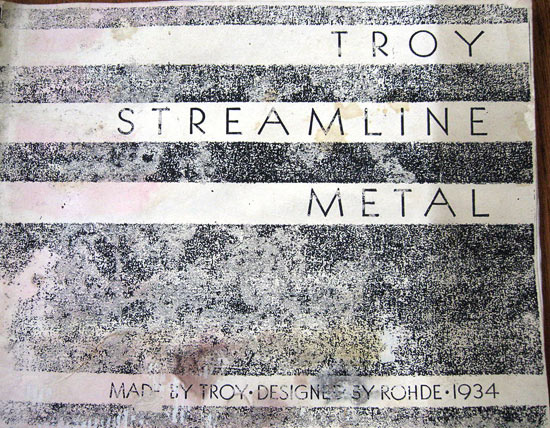 TROY
STREAMLINE
METAL
MADE BY TROY · DESIGNED BY ROHDE · 1934